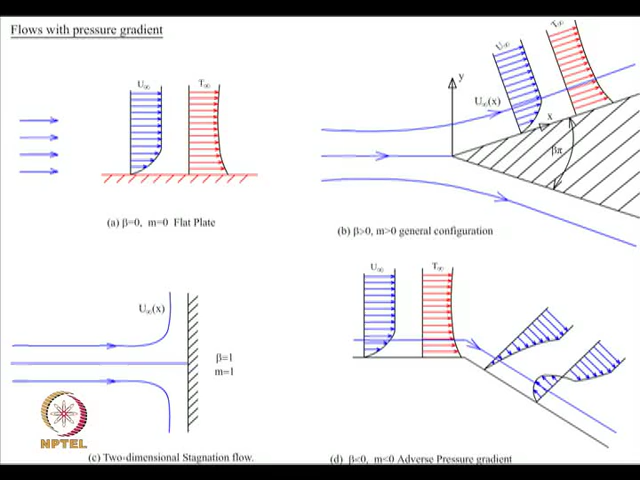 Flows with pressure gradient
U∞ T∞
(a) β=0, m=0 Flat Plate
U∞ T∞
y
U∞(x)
x
βπ
(b) β>0, m>0 general configuration
U∞(x)
β=1
m=1
NPTEL
(c) Two-dimensional Stagnation flow.
U∞ T∞
(d) β<0, m<0 Adverse Pressure gradient